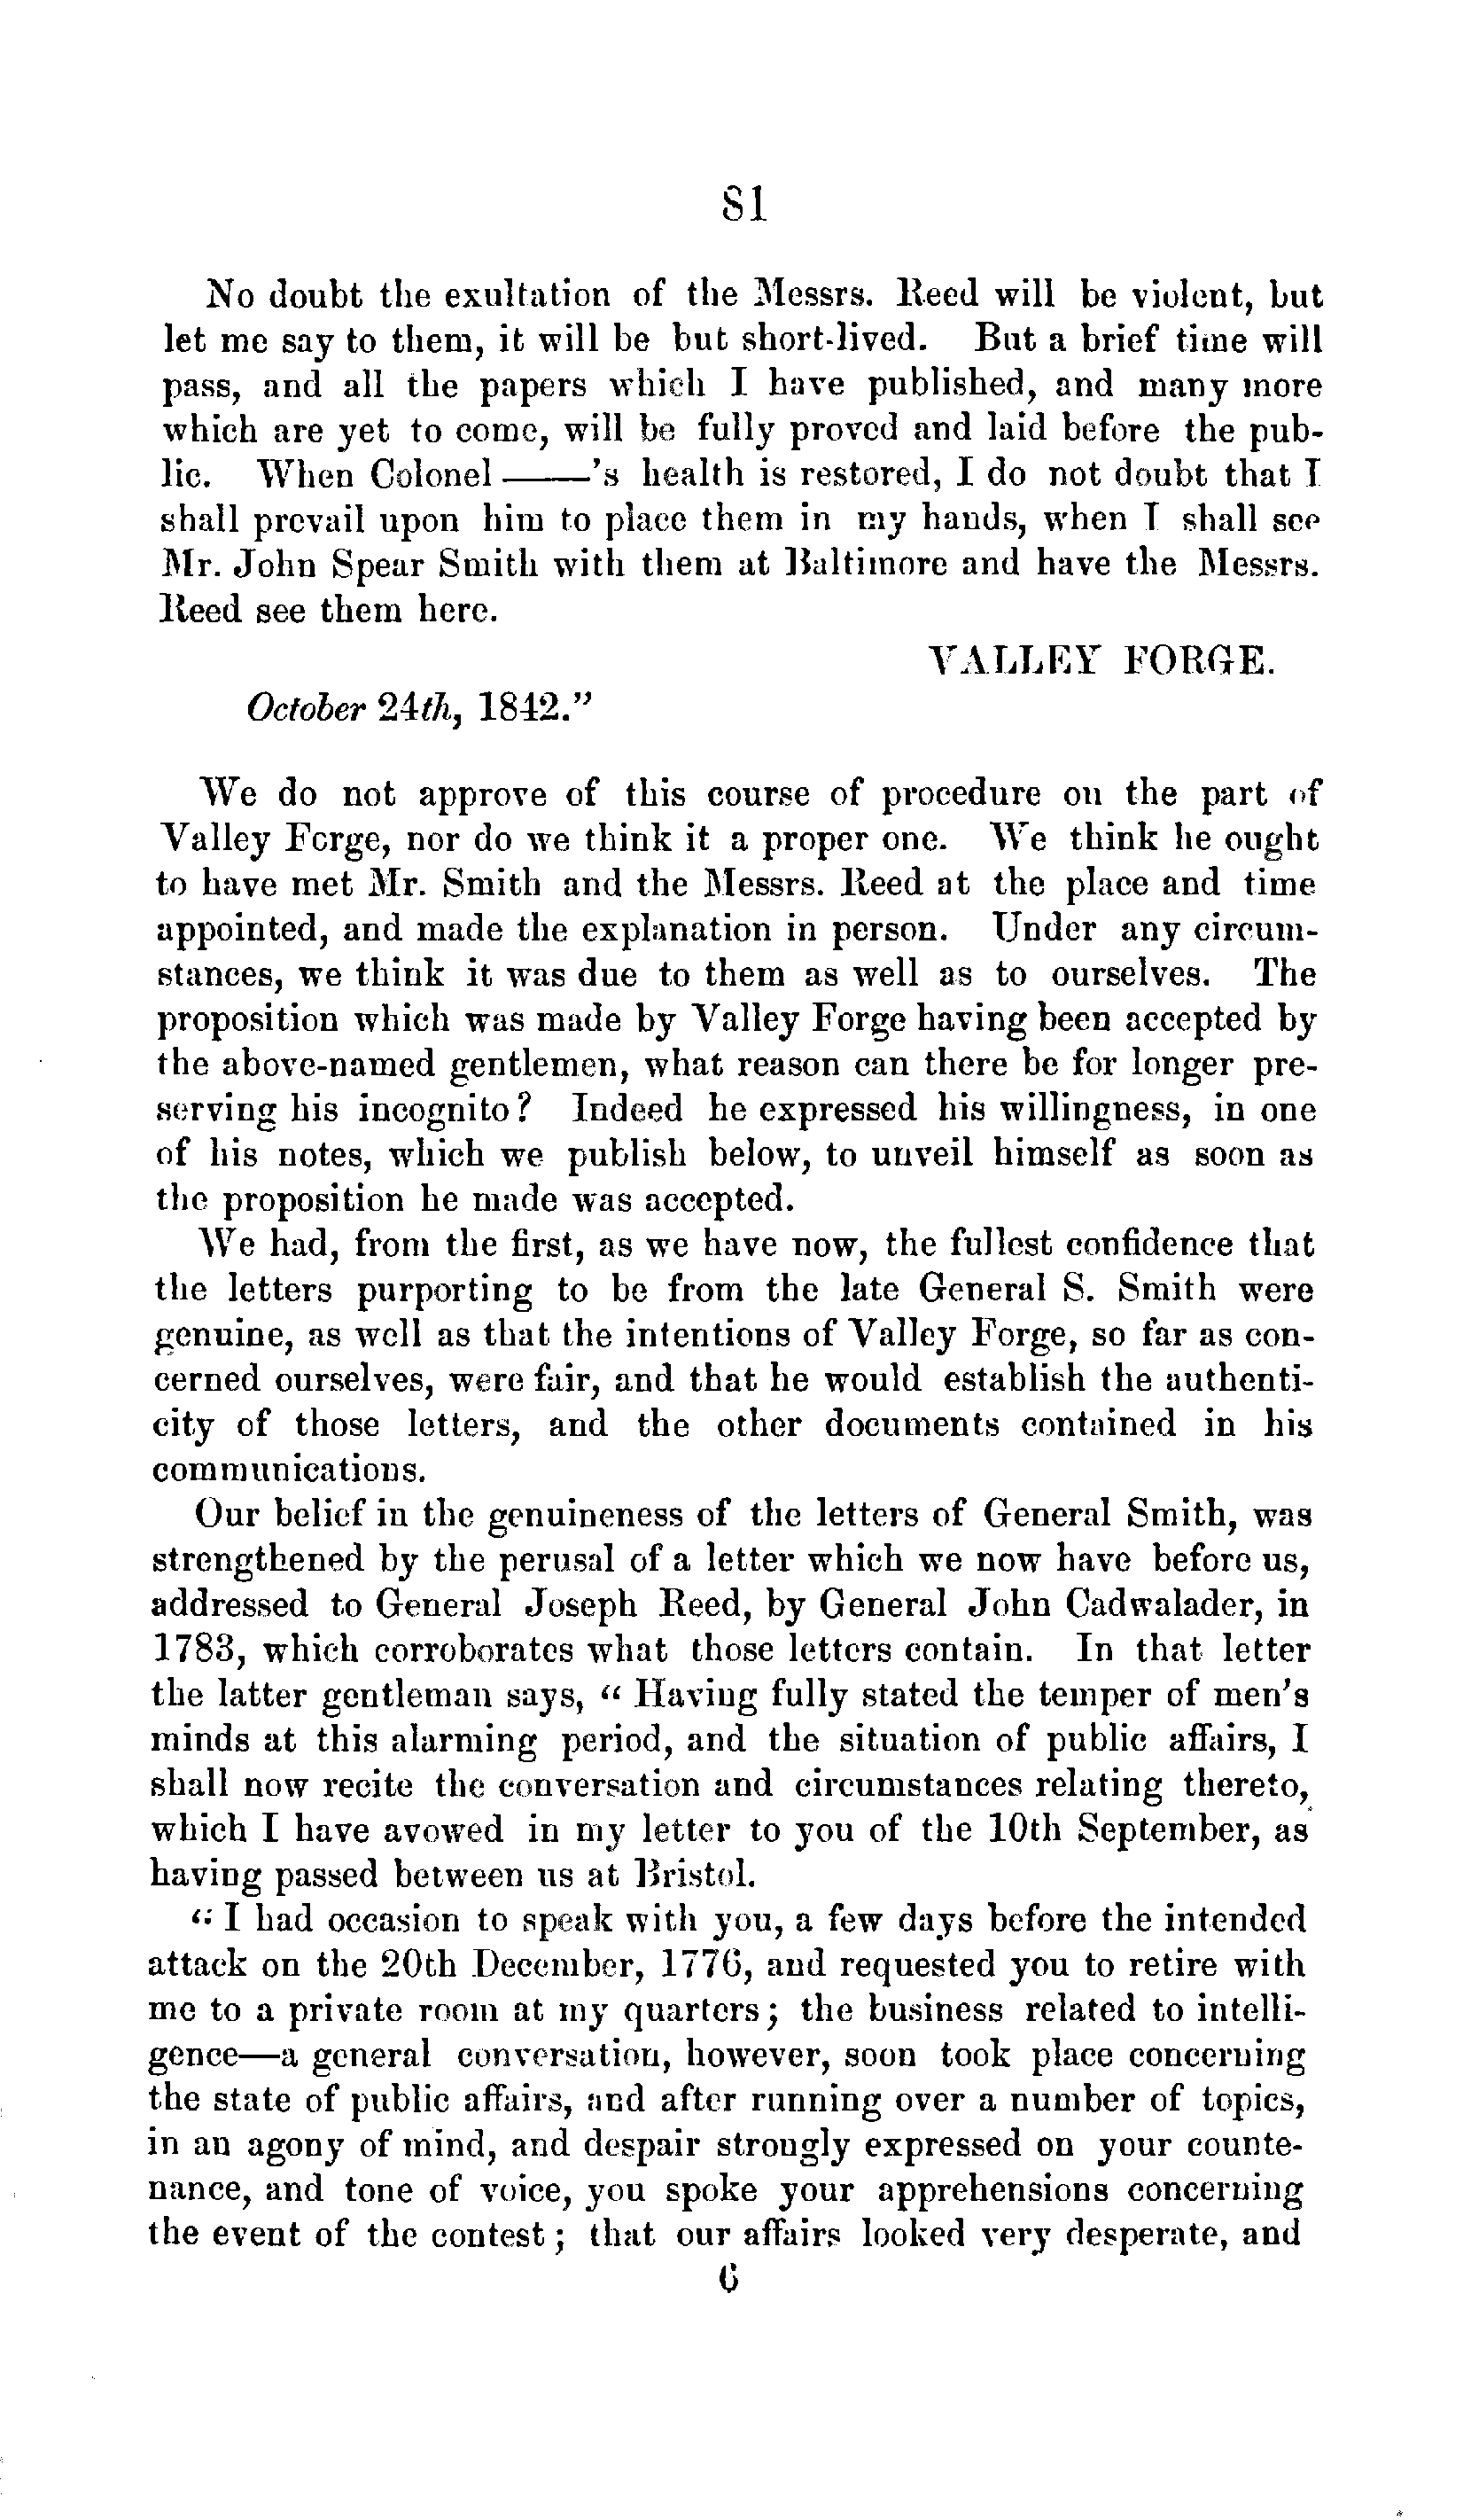 81
No doubt the exultation of the Messrs. Reed will be violent, but
let me say to them, it will be but short-lived. But a brief time will
pass, and all the papers which I have published, and many more
which are yet to come, will be fully proved and laid before the pub-
lic. When Colonel ——'s health is restored, I do not doubt that I
shall prevail upon him to place them in my hands, when I shall see
Mr. John Spear Smith with them at Baltimore and have the Messrs.
Reed see them here.
VALLEY FORGE.
October 24th, 1842."
We do not approve of this course of procedure on the part of
Valley Forge, nor do we think it a proper one. We think he ought
to have met Mr. Smith and the Messrs. Reed at the place and time
appointed, and made the explanation in person. Under any circum-
stances, we think it was due to them as well as to ourselves. The
proposition which was made by Valley Forge having been accepted by
the above-named gentlemen, what reason can there be for longer pre-
serving his incognito? Indeed he expressed his willingness, in one
of his notes, which we publish below, to unveil himself as soon as
the proposition he made was accepted.
We had, from the first, as we have now, the fullest confidence that
the letters purporting to be from the late General S. Smith were
genuine, as well as that the intentions of Valley Forge, so far as con-
cerned ourselves, were fair, and that he would establish the authenti-
city of those letters, and the other documents contained in his
communications.
Our belief in the genuineness of the letters of General Smith, was
strengthened by the perusal of a letter which we now have before us,
addressed to General Joseph Reed, by General John Cadwalader, in
1783, which corroborates what those letters contain. In that letter
the latter gentleman says, " Having fully stated the temper of men's
minds at this alarming period, and the situation of public affairs, I
shall now recite the conversation and circumstances relating thereto,
which I have avowed in my letter to you of the 10th September, as
having passed between us at Bristol.
" I had occasion to speak with you, a few days before the intended
attack on the 20th December, 1776, and requested you to retire with
me to a private room at my quarters; the business related to intelli-
gence—a general conversation, however, soon took place concerning
the state of public affairs, and after running over a number of topics,
in an agony of mind, and despair strongly expressed on your counte-
nance, and tone of voice, you spoke your apprehensions concerning
the event of the contest; that our affairs looked very desperate, and
6